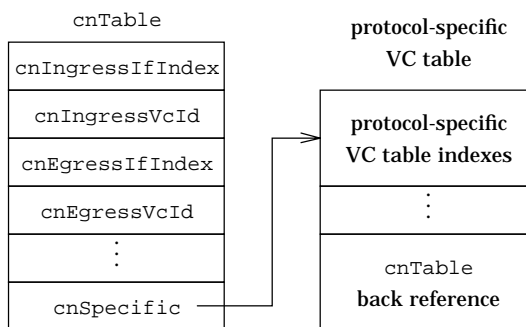 cnTable
cnIngressIfIndex
cnIngressVcId
cnEgressIfIndex
cnEgressVcId
⋮
cnSpecific
protocol-specific
VC table
protocol-specific
VC table indexes
⋮
cnTable
back reference